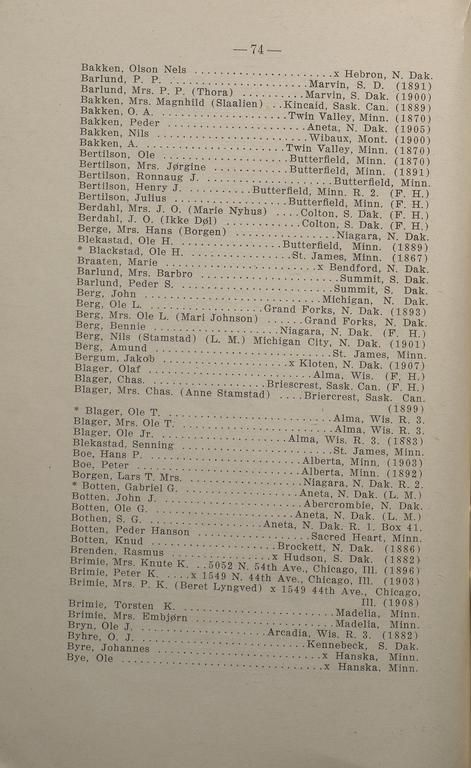 — 74 —
Bakken, Olson Nels ....................x Hebron, N. Dak.
Barlund, P. P. ....................Marvin, S. D. (1891)
Barlund, Mrs. P. P. (Thora) ..........Marvin, S. Dak. (1900)
Bakken, Mrs. Magnhild (Slaalien) ..Kincaid, Sask. Can. (1889)
Bakken, O. A. ....................Twin Valley, Minn. (1870)
Bakken, Peder ....................Aneta, N. Dak. (1905)
Bakken, Nils ....................Wibaux, Mont. (1900)
Bakken, A. ....................Twin Valley, Minn. (1870)
Bertilson, Ole ....................Butterfield, Minn. (1870)
Bertilson, Mrs. Jørgine ..............Butterfield, Minn. (1891)
Bertilson, Ronnaug J. ....................Butterfield, Minn.
Bertilson, Henry J. ..........Butterfield, Minn. R. 2. (F. H.)
Bertilson, Julius ..................Butterfield, Minn. (F. H.)
Berdahl, Mrs. J. O. (Marie Nyhus) ....Colton, S. Dak. (F. H.)
Berdahl, J. O. (Ikke Døl) ............Colton, S. Dak. (F. H.)
Berge, Mrs. Hans (Borgen) ................Niagara, N. Dak.
Blekastad, Ole H. ..................Butterfield, Minn. (1889)
* Blackstad, Ole H. ..................St. James, Minn. (1867)
Braaten, Marie ....................x Bendford, N. Dak.
Barlund, Mrs. Barbro ....................Summit, S. Dak.
Barlund, Peder S. ....................Summit, S. Dak.
Berg, John ....................Michigan, N. Dak.
Berg, Ole L. ..................Grand Forks, N. Dak. (1893)
Berg, Mrs. Ole L. (Mari Johnson) ......Grand Forks, N. Dak.
Berg, Bennie ....................Niagara, N. Dak. (F. H.)
Berg, Nils (Stamstad) (L. M.) Michigan City, N. Dak. (1901)
Berg, Amund ....................St. James, Minn.
Bergum, Jakob ....................x Kloten, N. Dak. (1907)
Blager, Olaf ....................Alma, Wis. (F. H.)
Blager, Chas. ..................Briescrest, Sask. Can. (F. H.)
Blager, Mrs. Chas. (Anne Stamstad) ....Briercrest, Sask. Can.
(1899)
* Blager, Ole T. ....................Alma, Wis. R. 3.
Blager, Mrs. Ole T. ....................Alma, Wis. R. 3.
Blager, Ole Jr. ..................Alma, Wis. R. 3. (1883)
Blekastad, Senning ....................St. James, Minn.
Boe, Hans P. ....................Alberta, Minn. (1903)
Boe, Peter ....................Alberta, Minn. (1892)
Borgen, Lars T. Mrs. ..................Niagara, N. Dak. R. 2.
* Botten, Gabriel G. ..................Aneta, N. Dak. (L. M.)
Botten, John J. ....................Abercrombie, N. Dak.
Botten, Ole G. ....................Aneta, N. Dak. (L. M.)
Bothen, S. G. ..................Aneta, N. Dak. R. 1. Box 41.
Botten, Peder Hanson ..................Sacred Heart, Minn.
Botten, Knud ....................Brockett, N. Dak. (1886)
Brenden, Rasmus ..................x Hudson, S. Dak. (1882)
Brimie, Mrs. Knute K. ..5052 N. 54th Ave., Chicago, Ill. (1896)
Brimie, Peter K. ....x 1549 N. 44th Ave., Chicago, Ill. (1903)
Brimie, Mrs. P. K. (Beret Lyngved) x 1549 44th Ave., Chicago,
Ill. (1908)
Brimie, Torsten K. ....................Madelia, Minn.
Brimie, Mrs. Embjørn ....................Madelia, Minn.
Bryn, Ole J. ..................Arcadia, Wis. R. 3. (1882)
Byhre, O. J. ....................Kennebeck, S. Dak.
Byre, Johannes ....................x Hanska, Minn.
Bye, Ole ....................x Hanska, Minn.